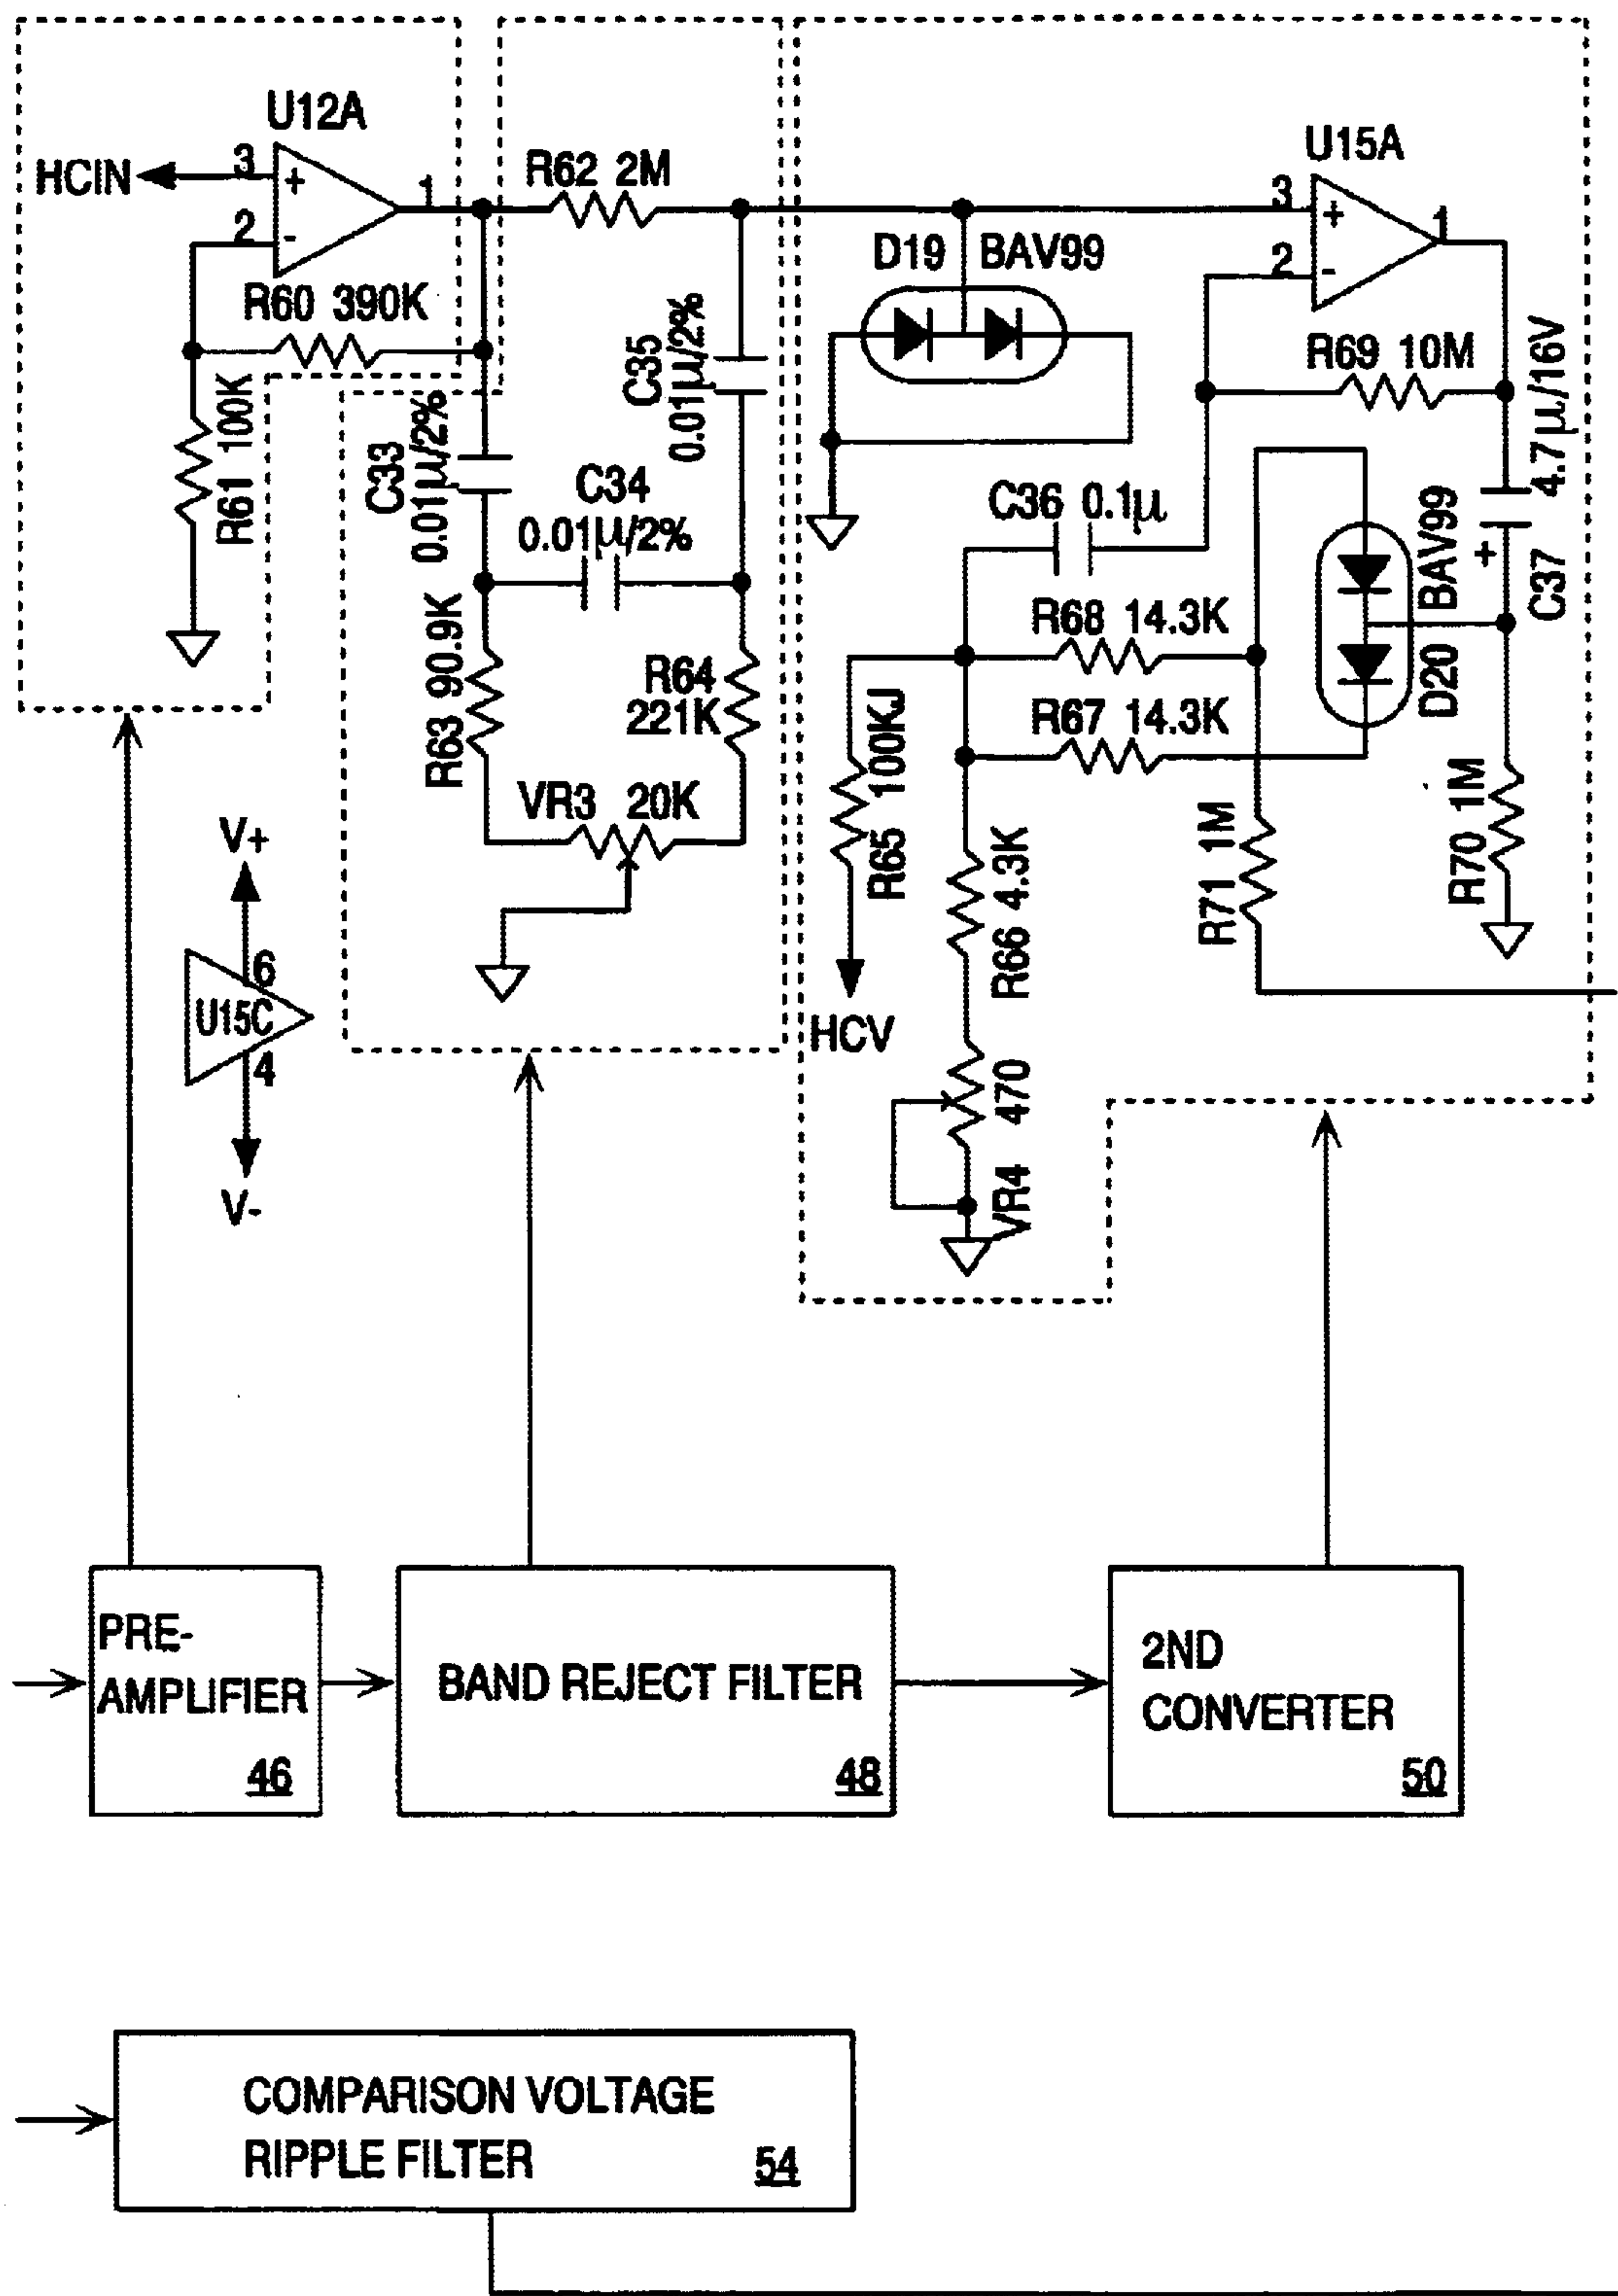 U12A
HCIN
3
+
1
2
-
R60 390K
R61 100K
R62 2M
C33
0.01μ/2%
C34
0.01μ/2%
C35
0.01μ/2%
R63 90.9K
R64
221K
VR3 20K
V+
6
U15C
4
V-
U15A
3
+
1
2
-
D19 BAV99
R69 10M
4.7μ/16V
C37
+
C36 0.1μ
BAV99
D20
R68 14.3K
R67 14.3K
R65 100KJ
HCV
R66 4.3K
VR4 470
R71 1M
R70 1M
PRE-
AMPLIFIER
46
BAND REJECT FILTER
48
2ND
CONVERTER
50
COMPARISON VOLTAGE
RIPPLE FILTER
54